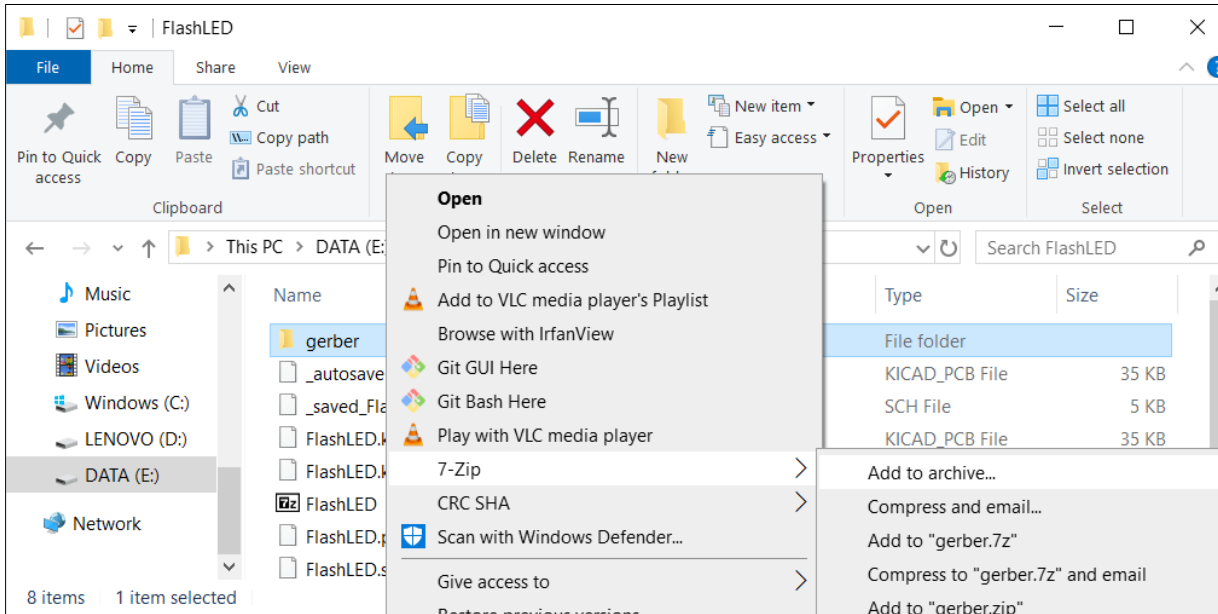 FlashLED
File Home Share View
Pin to Quick access
Copy
Paste
Cut
Copy path
Paste shortcut
Clipboard
Move
Copy
Delete
Rename
New
New item
Easy access
Properties
Open
Edit
History
Open
Select all
Select none
Invert selection
Select
This PC > DATA (E:
Search FlashLED
Music
Pictures
Videos
Windows (C:)
LENOVO (D:)
DATA (E:)
Network
Name Type Size
gerber File folder
_autosave KICAD_PCB File 35 KB
_saved_Fla SCH File 5 KB
FlashLED.k KICAD_PCB File 35 KB
FlashLED.k
FlashLED
FlashLED.p
FlashLED.s
Open
Open in new window
Pin to Quick access
Add to VLC media player's Playlist
Browse with IrfanView
Git GUI Here
Git Bash Here
Play with VLC media player
7-Zip
CRC SHA
Scan with Windows Defender...
Give access to
Restore previous versions
Add to archive...
Compress and email...
Add to "gerber.7z"
Compress to "gerber.7z" and email
Add to "gerber.zip"
8 items 1 item selected